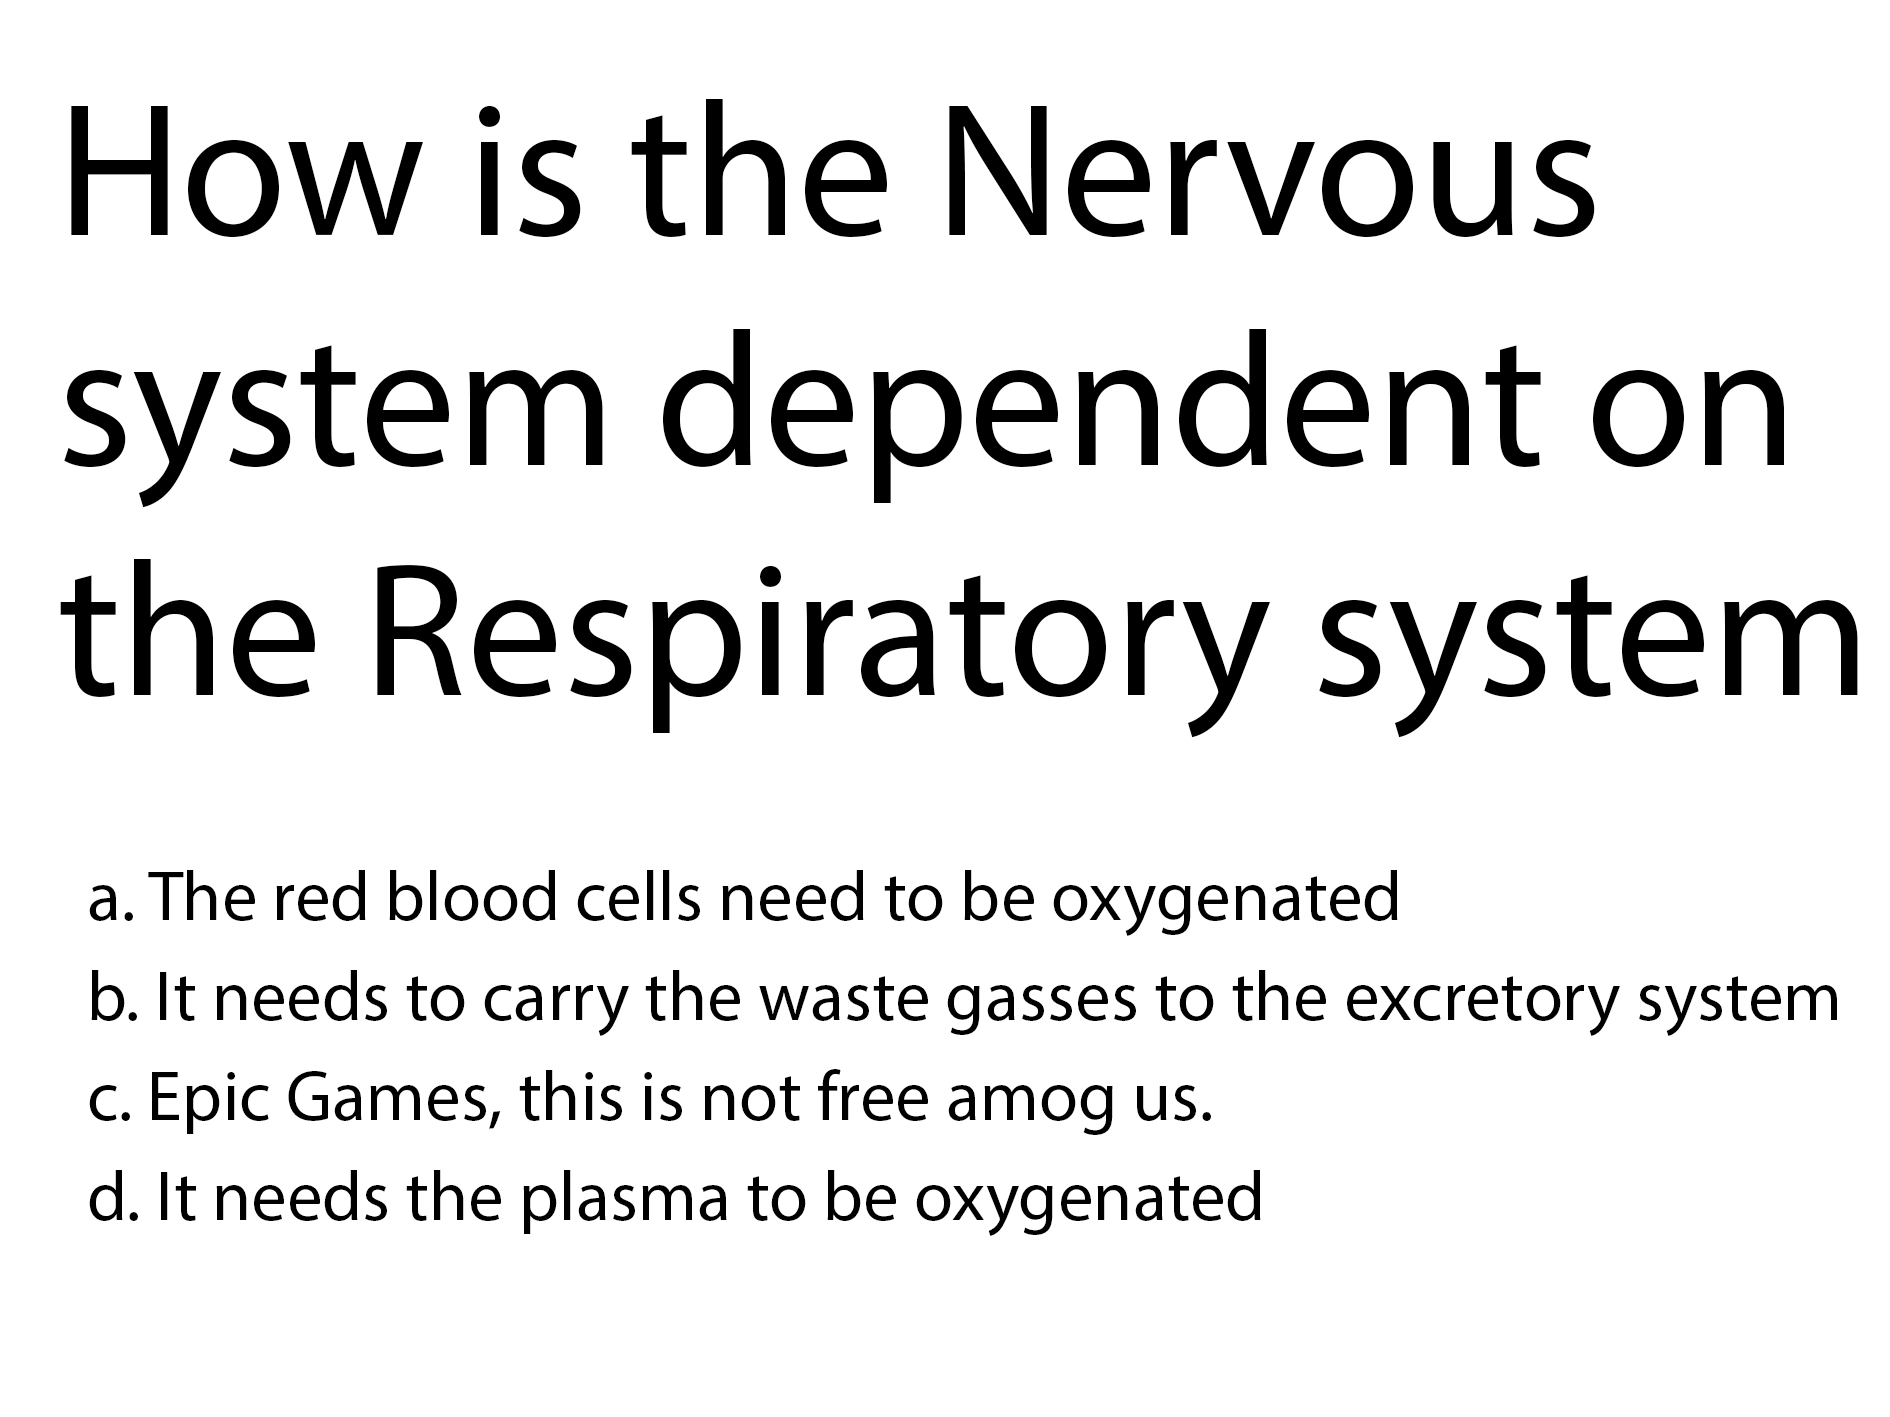 How is the Nervous
system dependent on
the Respiratory system
a. The red blood cells need to be oxygenated
b. It needs to carry the waste gasses to the excretory system
c. Epic Games, this is not free amog us.
d. It needs the plasma to be oxygenated